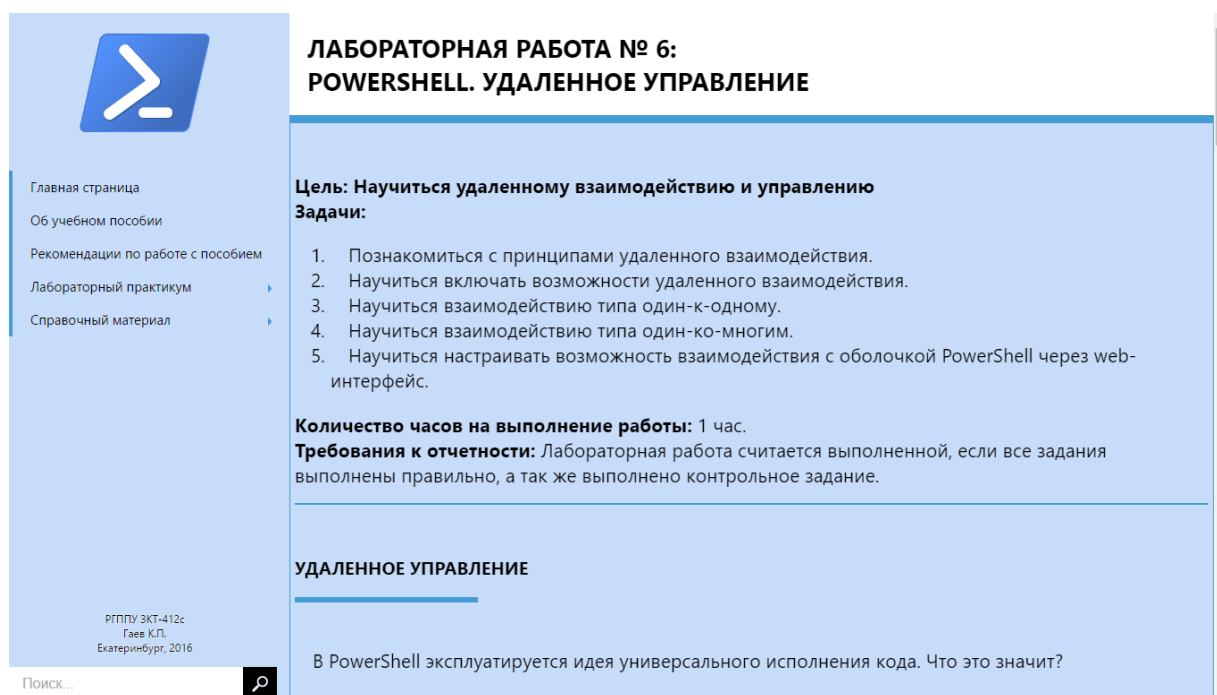 ЛАБОРАТОРНАЯ РАБОТА № 6:
POWERSHELL. УДАЛЕННОЕ УПРАВЛЕНИЕ
Главная страница
Об учебном пособии
Рекомендации по работе с пособием
Лабораторный практикум
Справочный материал
РГППУ ЗКТ-412с
Гаев К.П.
Екатеринбург, 2016
Поиск...
Цель: Научиться удаленному взаимодействию и управлению
Задачи:
1. Познакомиться с принципами удаленного взаимодействия.
2. Научиться включать возможности удаленного взаимодействия.
3. Научиться взаимодействию типа один-к-одному.
4. Научиться взаимодействию типа один-ко-многим.
5. Научиться настраивать возможность взаимодействия с оболочкой PowerShell через web-
интерфейс.
Количество часов на выполнение работы: 1 час.
Требования к отчетности: Лабораторная работа считается выполненной, если все задания
выполнены правильно, а так же выполнено контрольное задание.
УДАЛЕННОЕ УПРАВЛЕНИЕ
В PowerShell эксплуатируется идея универсального исполнения кода. Что это значит?